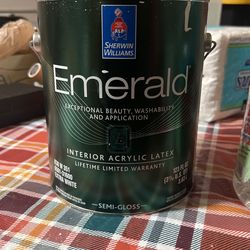 SHERWIN
WILLIAMS
Emerald
EXCEPTIONAL BEAUTY, WASHABILITY
AND APPLICATION
INTERIOR ACRYLIC LATEX
LIFETIME LIMITED WARRANTY
SEMI-GLOSS